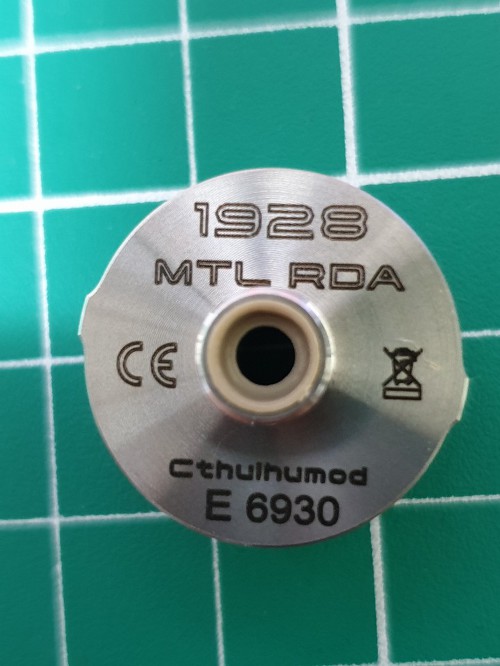 1928
MTL RDA
CE
Cthulhumod
E 6930